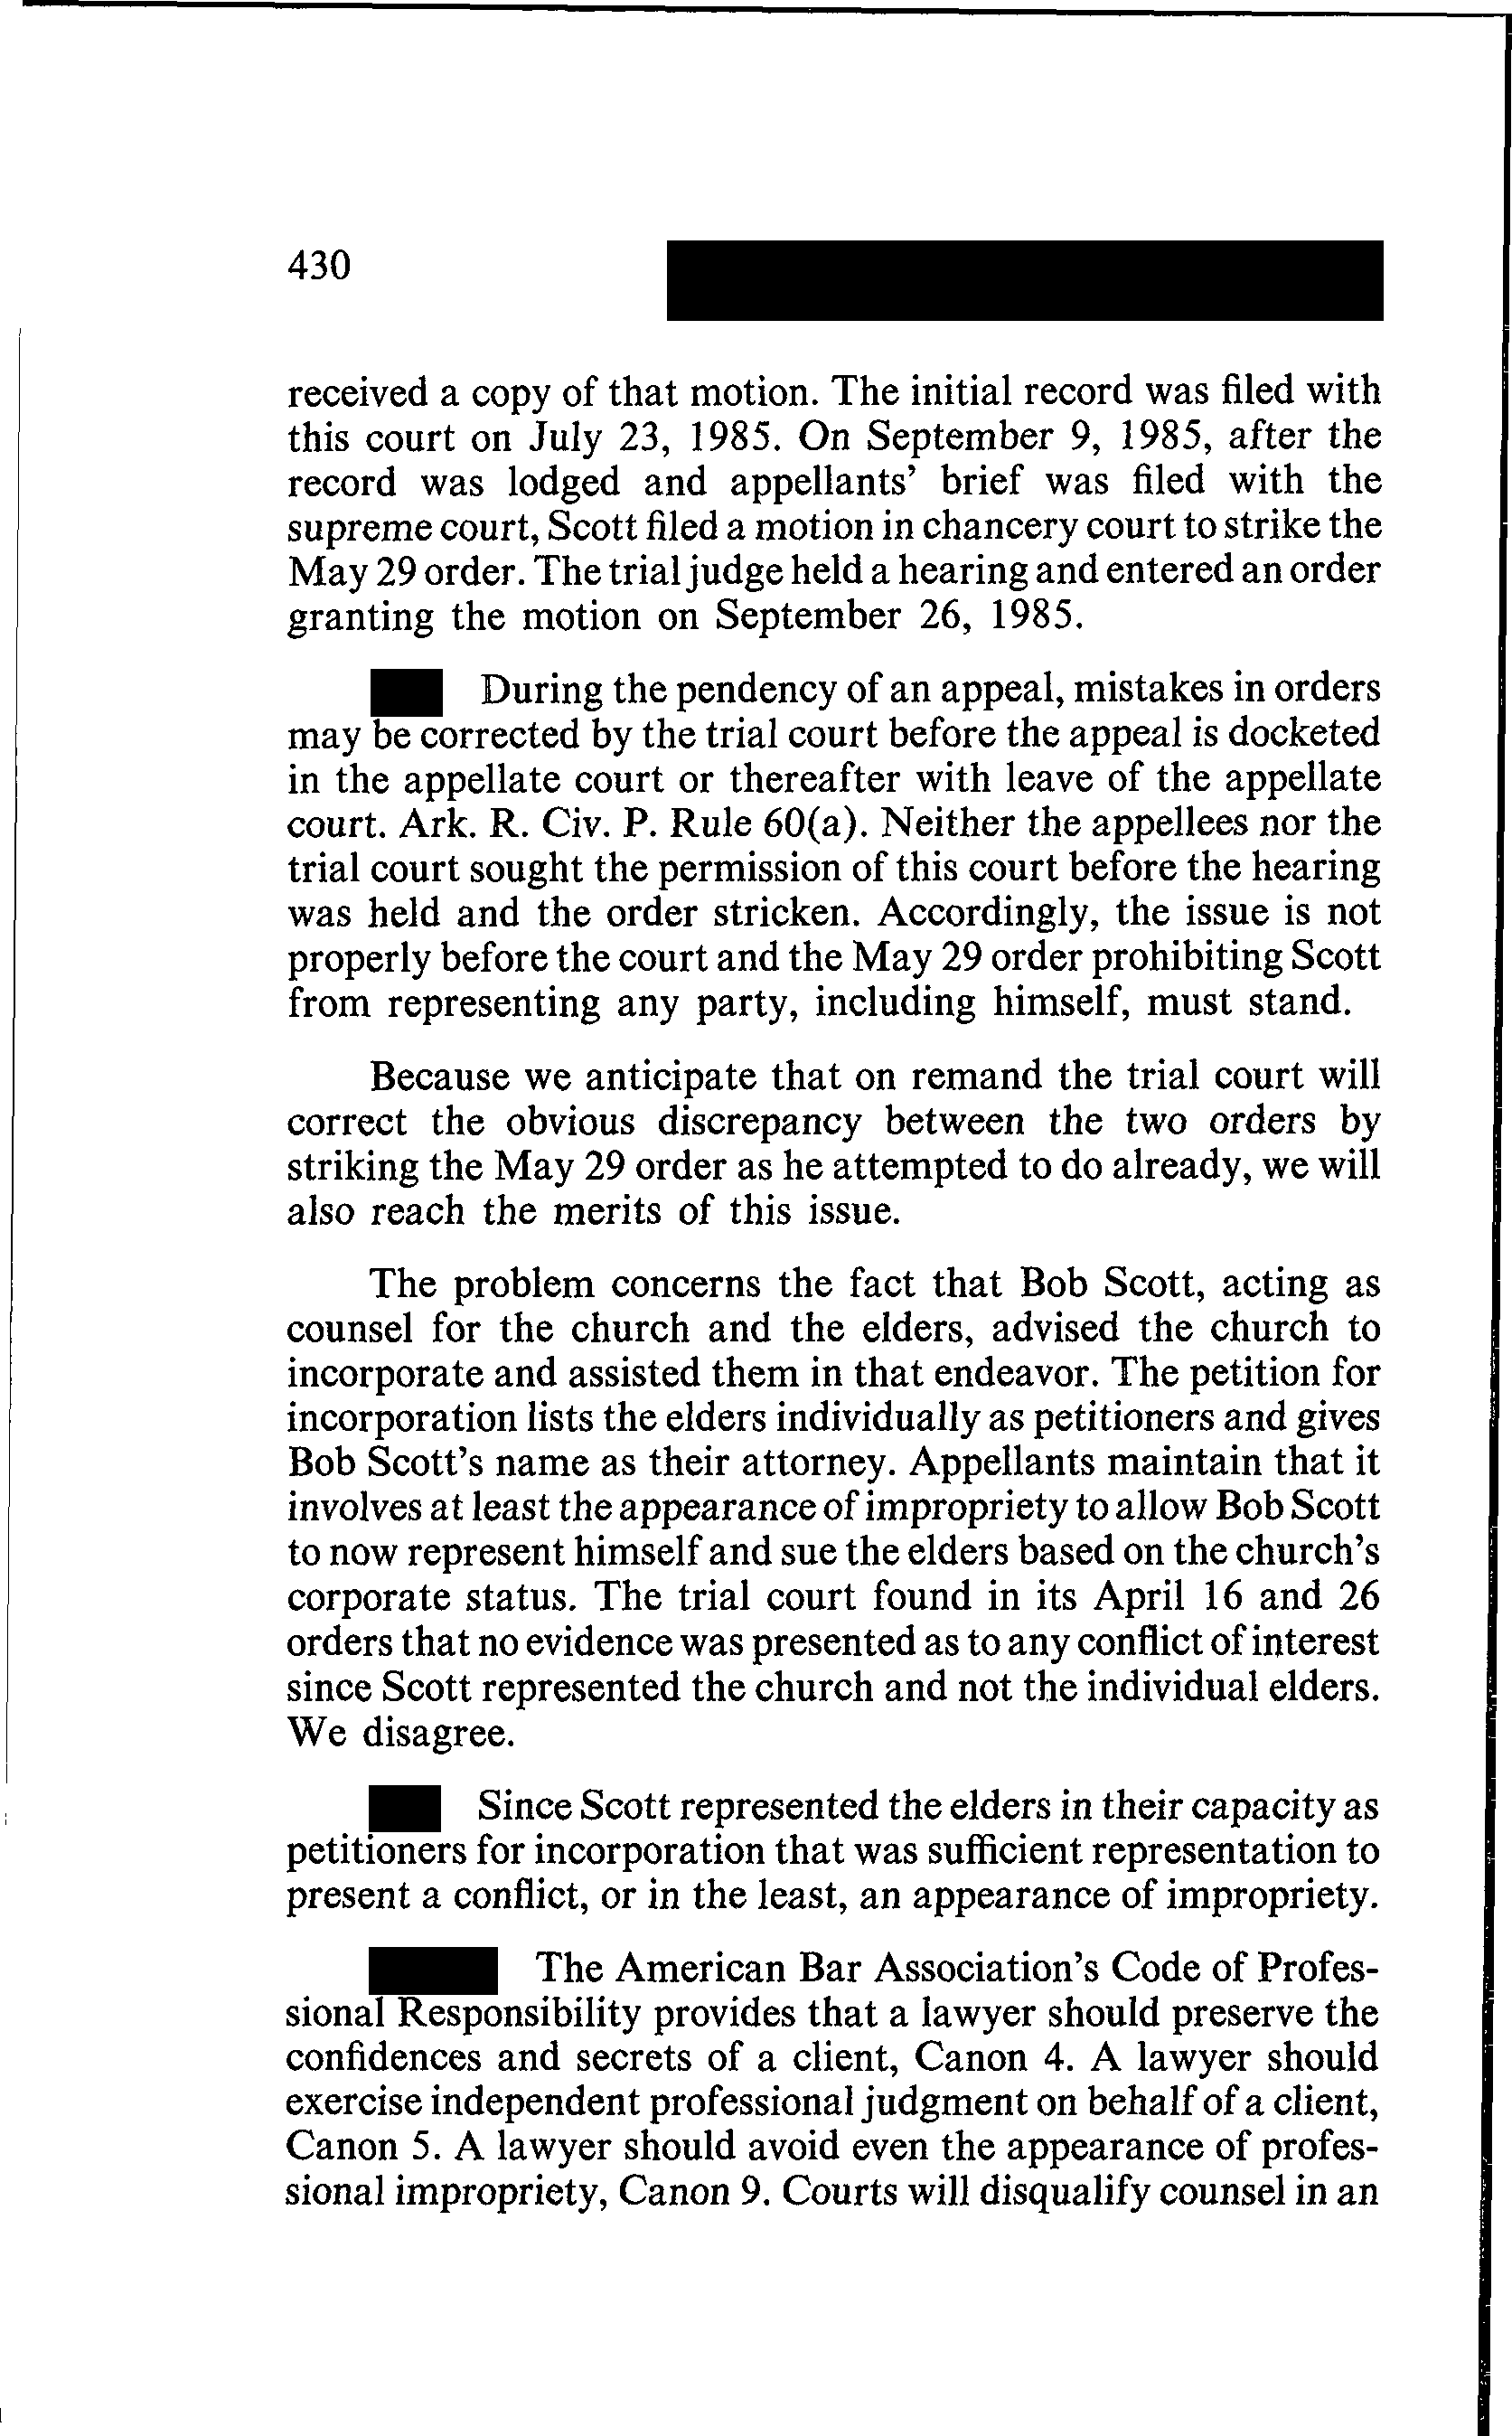 430
received a copy of that motion. The initial record was filed with
this court on July 23, 1985. On September 9, 1985, after the
record was lodged and appellants' brief was filed with the
supreme court, Scott filed a motion in chancery court to strike the
May 29 order. The trial judge held a hearing and entered an order
granting the motion on September 26, 1985.
During the pendency of an appeal, mistakes in orders
may be corrected by the trial court before the appeal is docketed
in the appellate court or thereafter with leave of the appellate
court. Ark. R. Civ. P. Rule 60(a). Neither the appellees nor the
trial court sought the permission of this court before the hearing
was held and the order stricken. Accordingly, the issue is not
properly before the court and the May 29 order prohibiting Scott
from representing any party, including himself, must stand.
Because we anticipate that on remand the trial court will
correct the obvious discrepancy between the two orders by
striking the May 29 order as he attempted to do already, we will
also reach the merits of this issue.
The problem concerns the fact that Bob Scott, acting as
counsel for the church and the elders, advised the church to
incorporate and assisted them in that endeavor. The petition for
incorporation lists the elders individually as petitioners and gives
Bob Scott's name as their attorney. Appellants maintain that it
involves at least the appearance of impropriety to allow Bob Scott
to now represent himself and sue the elders based on the church's
corporate status. The trial court found in its April 16 and 26
orders that no evidence was presented as to any conflict of interest
since Scott represented the church and not the individual elders.
We disagree.
Since Scott represented the elders in their capacity as
petitioners for incorporation that was sufficient representation to
present a conflict, or in the least, an appearance of impropriety.
The American Bar Association's Code of Profes-
sional Responsibility provides that a lawyer should preserve the
confidences and secrets of a client, Canon 4. A lawyer should
exercise independent professional judgment on behalf of a client,
Canon 5. A lawyer should avoid even the appearance of profes-
sional impropriety, Canon 9. Courts will disqualify counsel in an